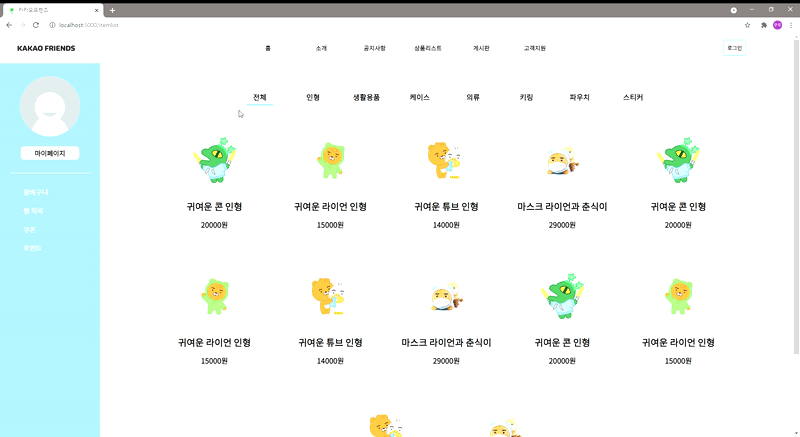 카카오프렌즈
localhost:3000/itemlist
KAKAO FRIENDS
홈 소개 공지사항 상품리스트 게시판 고객지원
로그인
마이페이지
장바구니
찜 목록
쿠폰
포인트
전체 인형 생활용품 케이스 의류 키링 파우치 스티커
귀여운 콘 인형 귀여운 라이언 인형 귀여운 튜브 인형 마스크 라이언과 춘식이 귀여운 콘 인형
20000원 15000원 14000원 29000원 20000원
귀여운 라이언 인형 귀여운 튜브 인형 마스크 라이언과 춘식이 귀여운 콘 인형 귀여운 라이언 인형
15000원 14000원 29000원 20000원 15000원